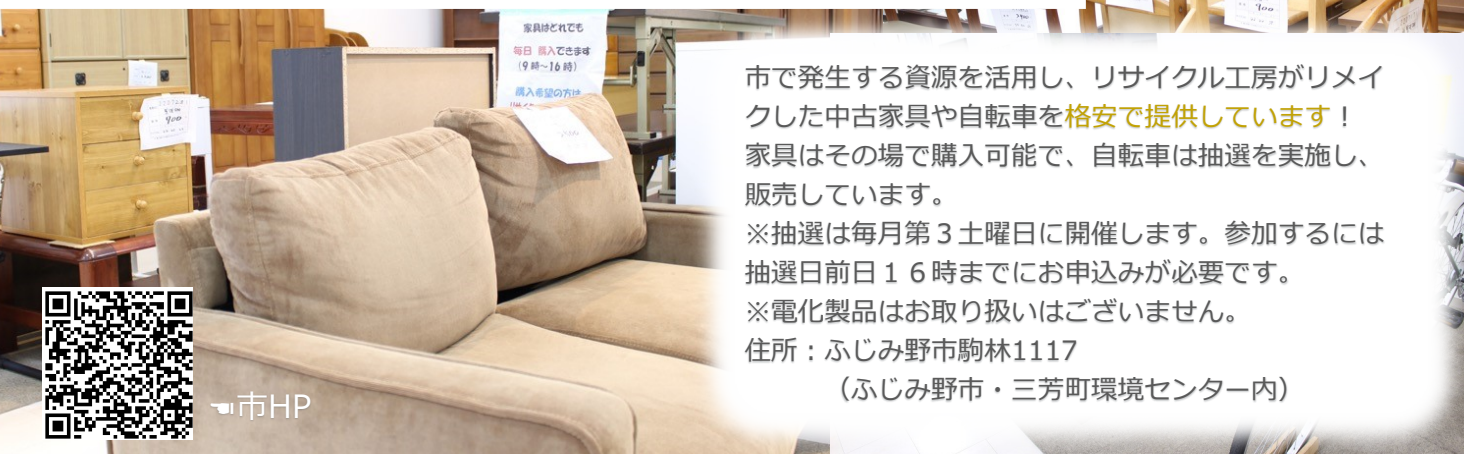 家具はどれでも
毎日 購入できます
(9時～16時)
購入希望の方は
900
市で発生する資源を活用し、リサイクル工房がリメイ
クした中古家具や自転車を格安で提供しています！
家具はその場で購入可能で、自転車は抽選を実施し、
販売しています。
※抽選は毎月第３土曜日に開催します。参加するには
抽選日前日１６時までにお申込みが必要です。
※電化製品はお取り扱いはございません。
住所：ふじみ野市駒林1117
（ふじみ野市・三芳町環境センター内）
☚市HP